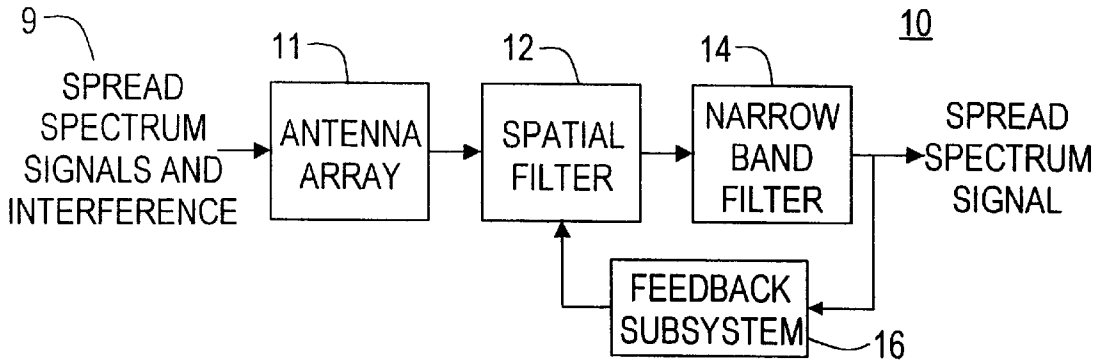 9
SPREAD
SPECTRUM
SIGNALS AND
INTERFERENCE
11
ANTENNA
ARRAY
12
SPATIAL
FILTER
14
NARROW
BAND
FILTER
10
SPREAD
SPECTRUM
SIGNAL
FEEDBACK
SUBSYSTEM
16